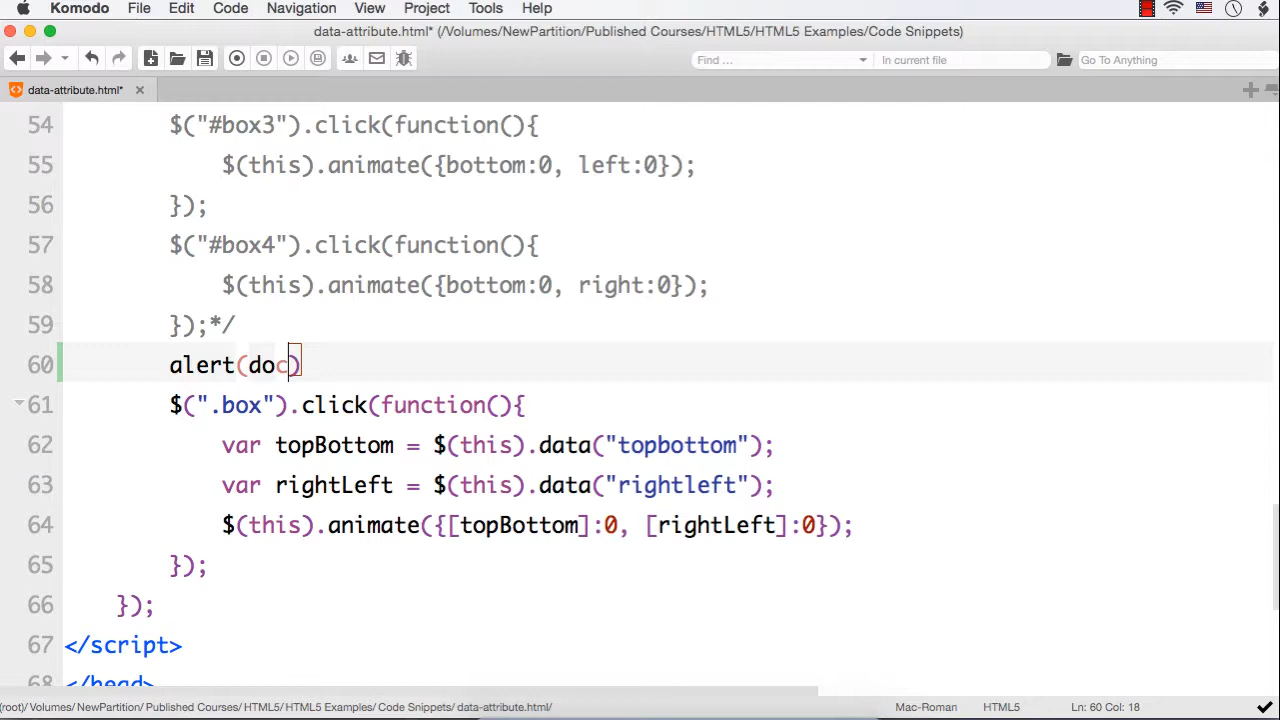 Komodo File Edit Code Navigation View Project Tools Help
data-attribute.html* (/Volumes/NewPartition/Published Courses/HTML5/HTML5 Examples/Code Snippets)
Find ... In current file Go To Anything
data-attribute.html*
54 $("#box3").click(function(){
55 $(this).animate({bottom:0, left:0});
56 });
57 $("#box4").click(function(){
58 $(this).animate({bottom:0, right:0});
59 });*/
60 alert(doc)
61 $(".box").click(function(){
62 var topBottom = $(this).data("topbottom");
63 var rightLeft = $(this).data("rightleft");
64 $(this).animate({[topBottom]:0, [rightLeft]:0});
65 });
66 });
67 </script>
68 </head>
(root)/ Volumes/ NewPartition/ Published Courses/ HTML5/ HTML5 Examples/ Code Snippets/ data-attribute.html/ Mac-Roman HTML5 Ln: 60 Col: 18